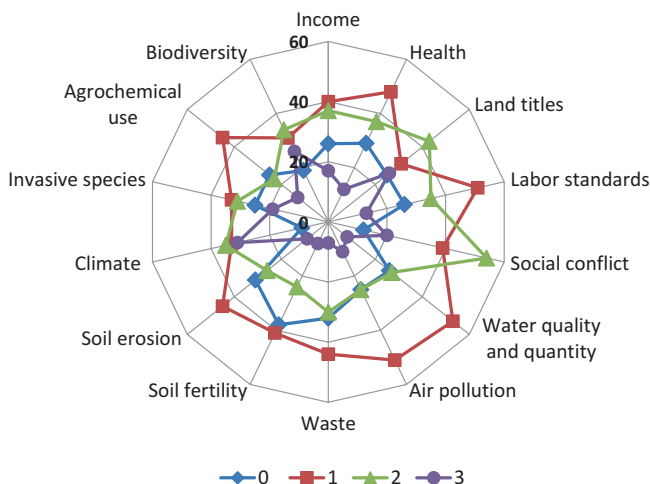 Income
60
Biodiversity
Health
Agrochemical
use
40
Land titles
20
Invasive species
Labor standards
0
Climate
Social conflict
Soil erosion
Water quality
and quantity
Soil fertility
Air pollution
Waste
0 1 2 3